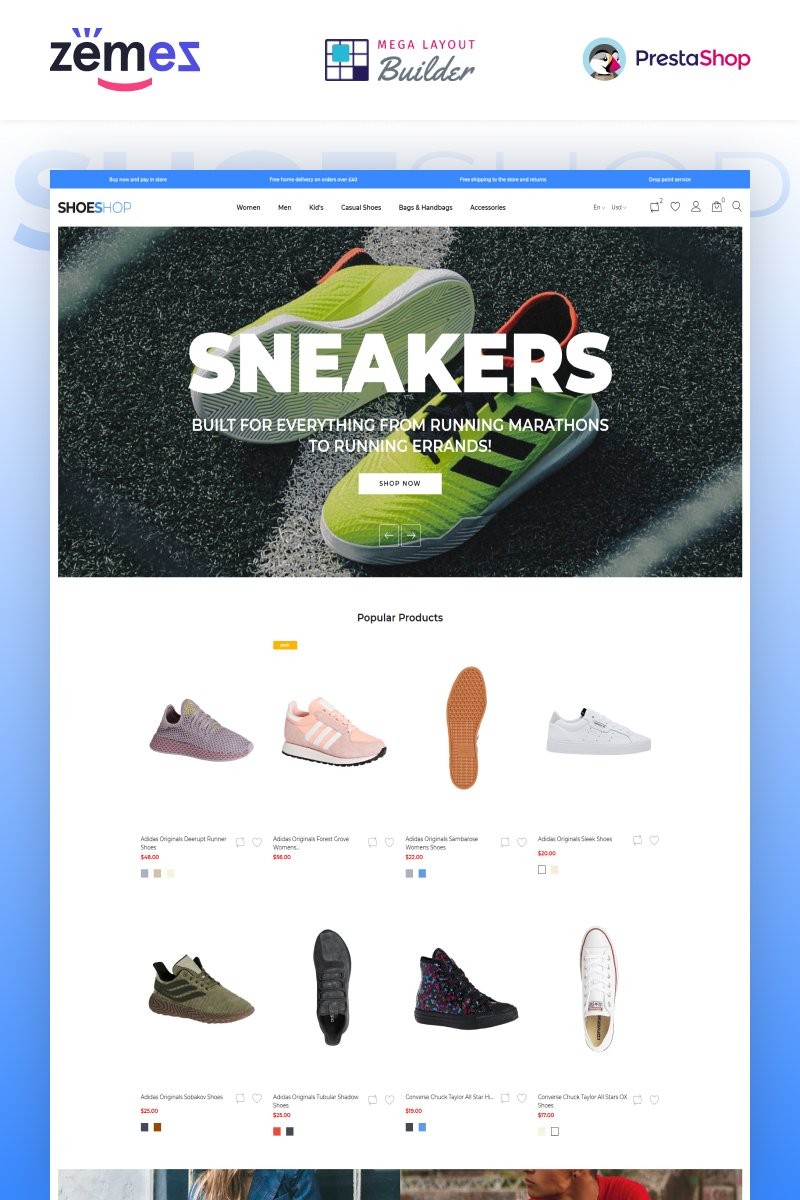 zemez
MEGA LAYOUT
Builder
PrestaShop
SHOESHOP
Buy now and pay in store
Free home delivery on orders over £40
Free shipping to the store and returns
Drop point service
SHOESHOP
Women
Men
Kid's
Casual Shoes
Bags & Handbags
Accessories
En
Usd
2
0
SNEAKERS
BUILT FOR EVERYTHING FROM RUNNING MARATHONS
TO RUNNING ERRANDS!
SHOP NOW
Popular Products
Adidas Originals Deerupt Runner
Shoes
$48.00
Adidas Originals Forest Grove
Womens...
$56.00
Adidas Originals Sambarose
Womens Shoes
$22.00
Adidas Originals Sleek Shoes
$20.00
Adidas Originals Sobakov Shoes
$25.00
Adidas Originals Tubular Shadow
Shoes
$25.00
Converse Chuck Taylor All Star Hi...
$19.00
Converse Chuck Taylor All Stars OX
Shoes
$17.00
CONVERSE